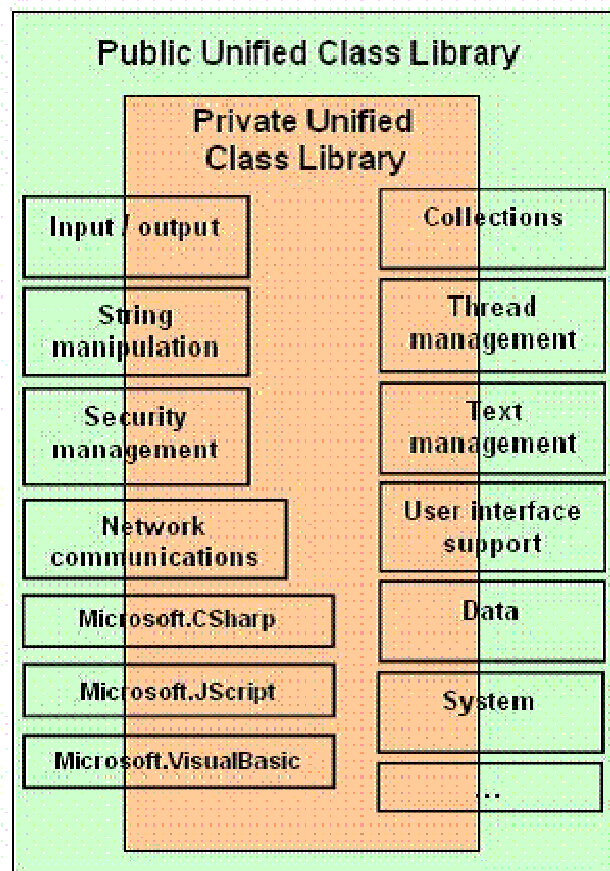 Public Unified Class Library
Private Unified
Class Library
Input / output
String
manipulation
Security
management
Network
communications
Microsoft.CSharp
Microsoft.JScript
Microsoft.VisualBasic
Collections
Thread
management
Text
management
User interface
support
Data
System
...